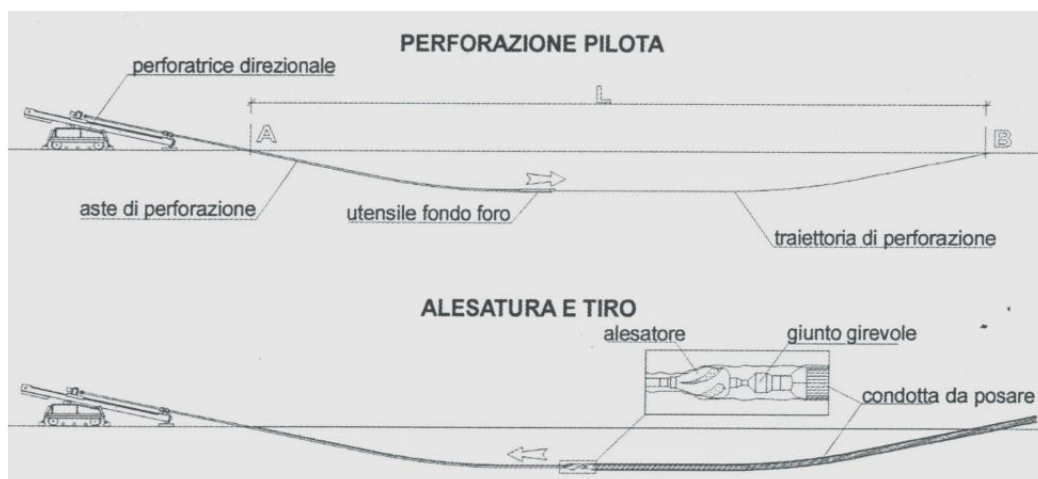 PERFORAZIONE PILOTA
perforatrice direzionale
L
A
B
aste di perforazione
utensile fondo foro
traiettoria di perforazione
ALESATURA E TIRO
alesatore
giunto girevole
condotta da posare